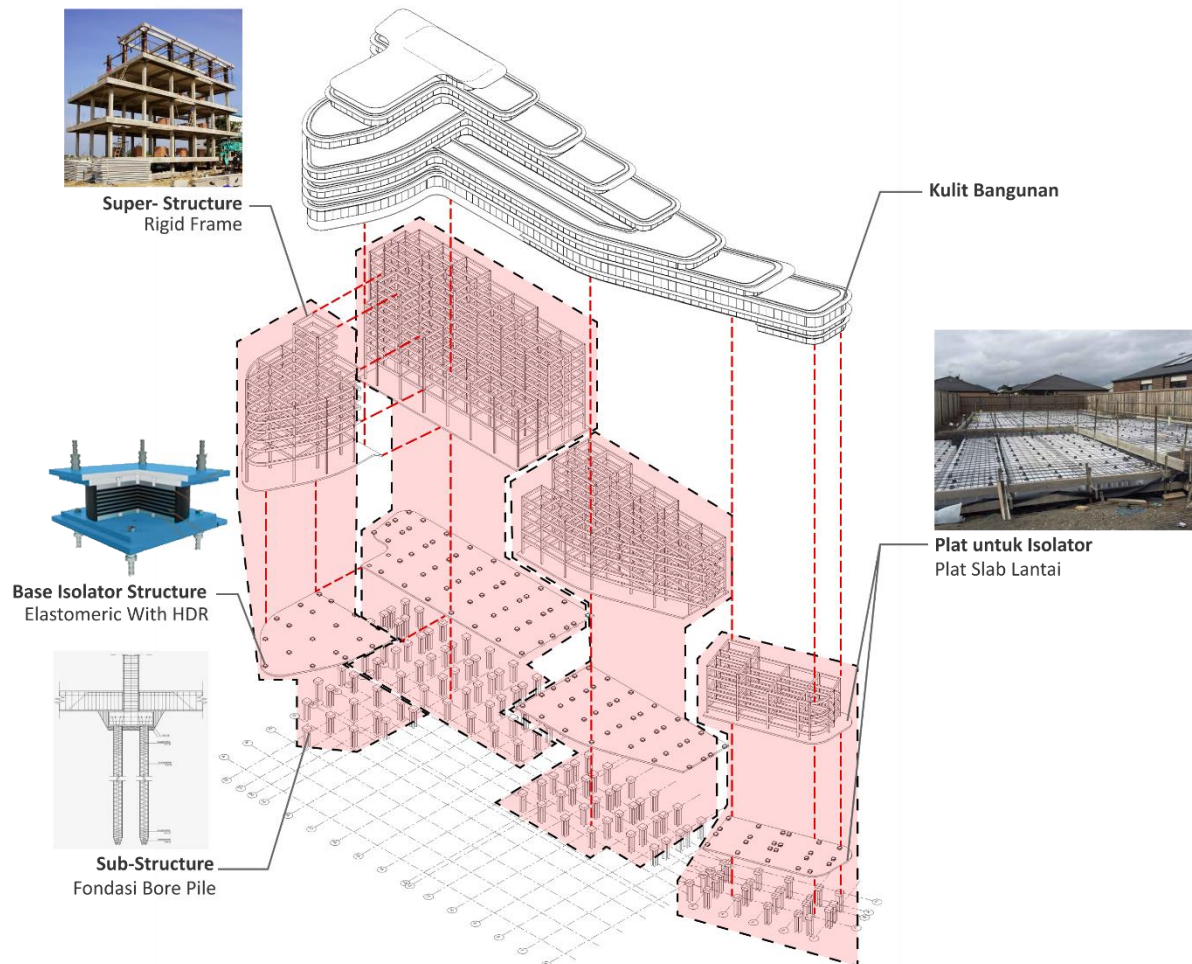 Super- Structure
Rigid Frame
Kulit Bangunan
Base Isolator Structure
Elastomeric With HDR
Plat untuk Isolator
Plat Slab Lantai
Sub-Structure
Fondasi Bore Pile